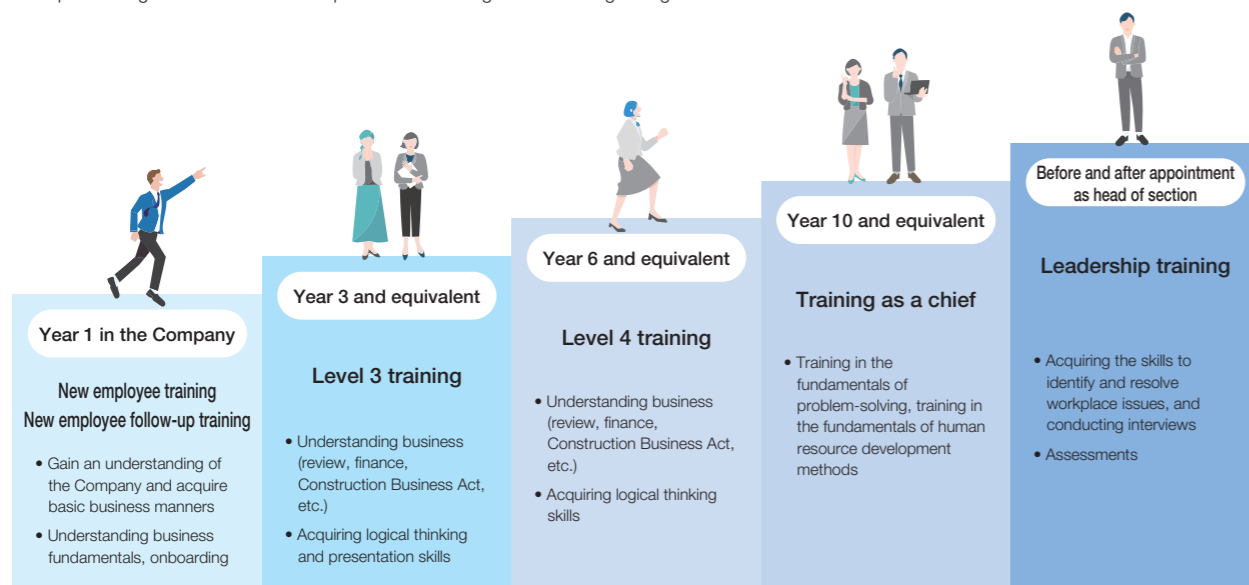 Year 1 in the Company
New employee training
New employee follow-up training
• Gain an understanding of
the Company and acquire
basic business manners
• Understanding business
fundamentals, onboarding
Year 3 and equivalent
Level 3 training
• Understanding business
(review, finance,
Construction Business Act,
etc.)
• Acquiring logical thinking
and presentation skills
Year 6 and equivalent
Level 4 training
• Understanding business
(review, finance,
Construction Business Act,
etc.)
• Acquiring logical thinking
skills
Year 10 and equivalent
Training as a chief
• Training in the
fundamentals of
problem-solving, training in
the fundamentals of human
resource development
methods
Before and after appointment
as head of section
Leadership training
• Acquiring the skills to
identify and resolve
workplace issues, and
conducting interviews
• Assessments